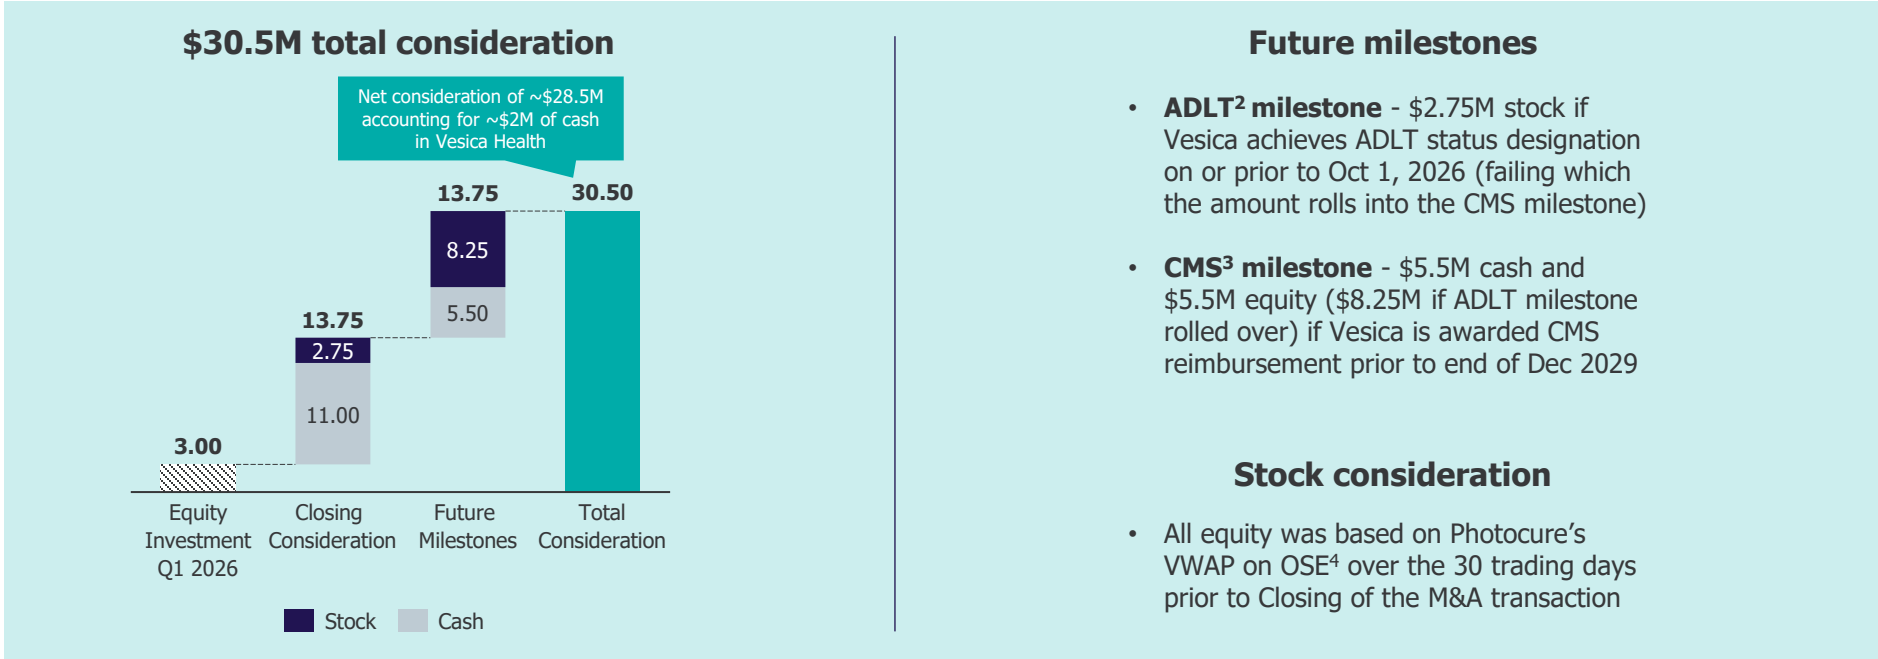 $30.5M total consideration
Net consideration of ~$28.5M
accounting for ~$2M of cash
in Vesica Health
13.75
30.50
8.25
5.50
13.75
2.75
11.00
3.00
Equity
Investment
Q1 2026
Closing
Consideration
Future
Milestones
Total
Consideration
Stock
Cash
Future milestones
• ADLT² milestone - $2.75M stock if
Vesica achieves ADLT status designation
on or prior to Oct 1, 2026 (failing which
the amount rolls into the CMS milestone)
• CMS³ milestone - $5.5M cash and
$5.5M equity ($8.25M if ADLT milestone
rolled over) if Vesica is awarded CMS
reimbursement prior to end of Dec 2029
Stock consideration
• All equity was based on Photocure’s
VWAP on OSE⁴ over the 30 trading days
prior to Closing of the M&A transaction